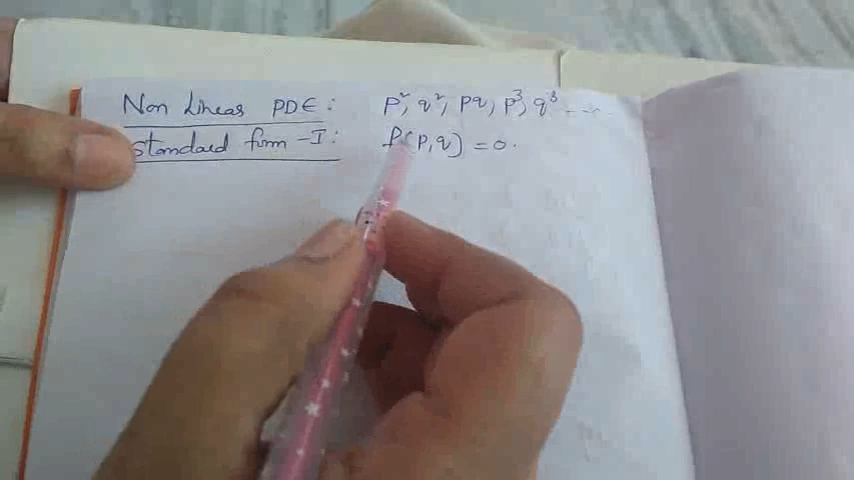 Non Linear PDE: p², q², pq, p³, q³ ---
Standard form - I: f(p, q) = 0.